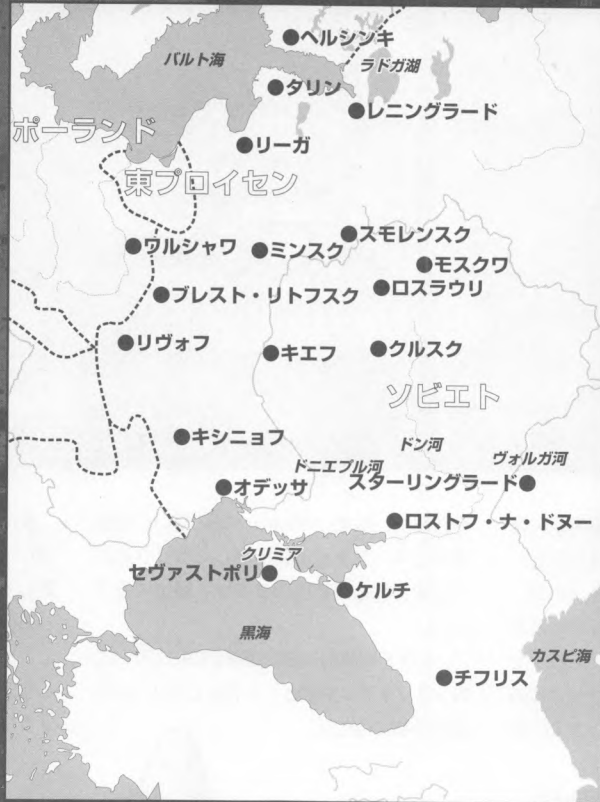 ●ヘルシンキ
バルト海
ラドガ湖
●タリン
●レニングラード
ポーランド
●リーガ
東プロイセン
●スモレンスク
●ワルシャワ
●ミンスク
●モスクワ
●ロスラウリ
●ブレスト・リトフスク
●リヴォフ
●キエフ
●クルスク
ソビエト
●キシニョフ
ドン河
ドニエプル河
ヴォルガ河
スターリングラード●
●オデッサ
●ロストフ・ナ・ドヌー
クリミア
セヴァストポリ●
●ケルチ
黒海
カスピ海
●チフリス